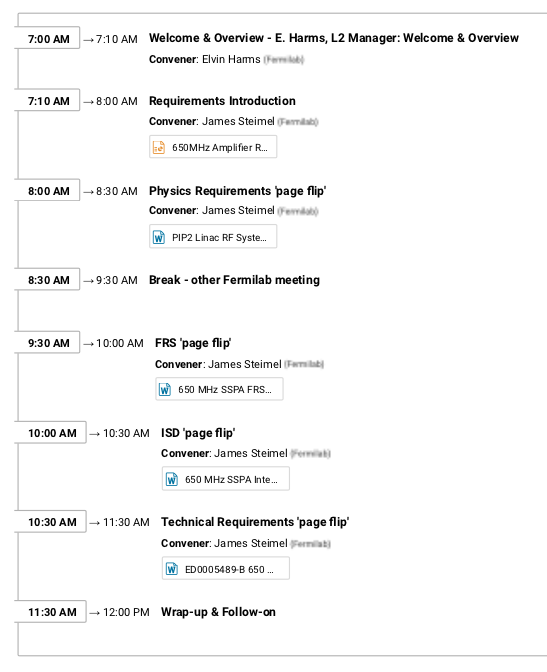 7:00 AM → 7:10 AM Welcome & Overview - E. Harms, L2 Manager: Welcome & Overview
Convener: Elvin Harms (Fermilab)
7:10 AM → 8:00 AM Requirements Introduction
Convener: James Steimel (Fermilab)
650MHz Amplifier R...
8:00 AM → 8:30 AM Physics Requirements 'page flip'
Convener: James Steimel (Fermilab)
PIP2 Linac RF Syste...
8:30 AM → 9:30 AM Break - other Fermilab meeting
9:30 AM → 10:00 AM FRS 'page flip'
Convener: James Steimel (Fermilab)
650 MHz SSPA FRS...
10:00 AM → 10:30 AM ISD 'page flip'
Convener: James Steimel (Fermilab)
650 MHz SSPA Inte...
10:30 AM → 11:30 AM Technical Requirements 'page flip'
Convener: James Steimel (Fermilab)
ED0005489-B 650 ...
11:30 AM → 12:00 PM Wrap-up & Follow-on